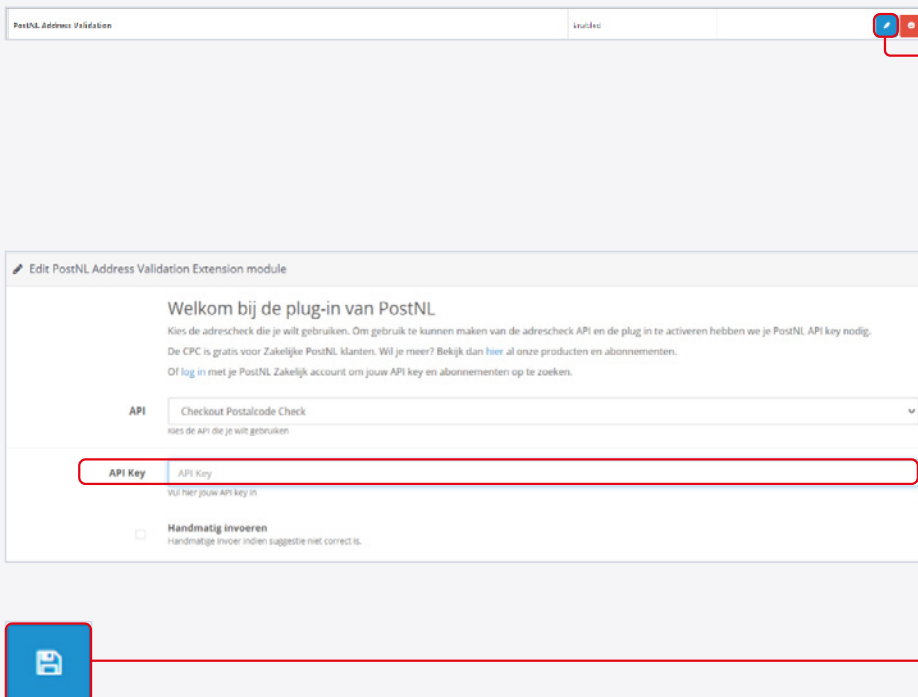 PostNL Address Validation
Enabled
Edit PostNL Address Validation Extension module
Welkom bij de plug-in van PostNL
Kies de adrescheck die je wilt gebruiken. Om gebruik te kunnen maken van de adrescheck API en de plug in te activeren hebben we je PostNL API key nodig.
De CPC is gratis voor Zakelijke PostNL klanten. Wil je meer? Bekijk dan hier al onze producten en abonnementen.
Of log in met je PostNL Zakelijk account om jouw API key en abonnementen op te zoeken.
API
Checkout Postalcode Check
Kies de API die je wilt gebruiken
API Key
API Key
Vul hier jouw API key in
Handmatig invoeren
Handmatige invoer indien suggestie niet correct is.